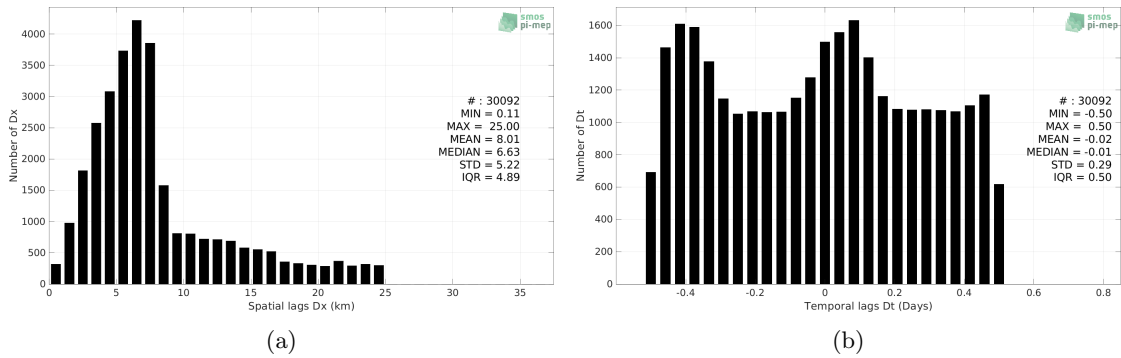 smos
pi-mep
4000
3500
3000
2500
2000
1500
1000
500
0
Number of Dx
# : 30092
MIN = 0.11
MAX = 25.00
MEAN = 8.01
MEDIAN = 6.63
STD = 5.22
IQR = 4.89
0 5 10 15 20 25 30 35
Spatial lags Dx (km)
(a)
smos
pi-mep
1600
1400
1200
1000
800
600
400
200
0
Number of Dt
# : 30092
MIN = -0.50
MAX = 0.50
MEAN = -0.02
MEDIAN = -0.01
STD = 0.29
IQR = 0.50
-0.4 -0.2 0 0.2 0.4 0.6 0.8
Temporal lags Dt (Days)
(b)